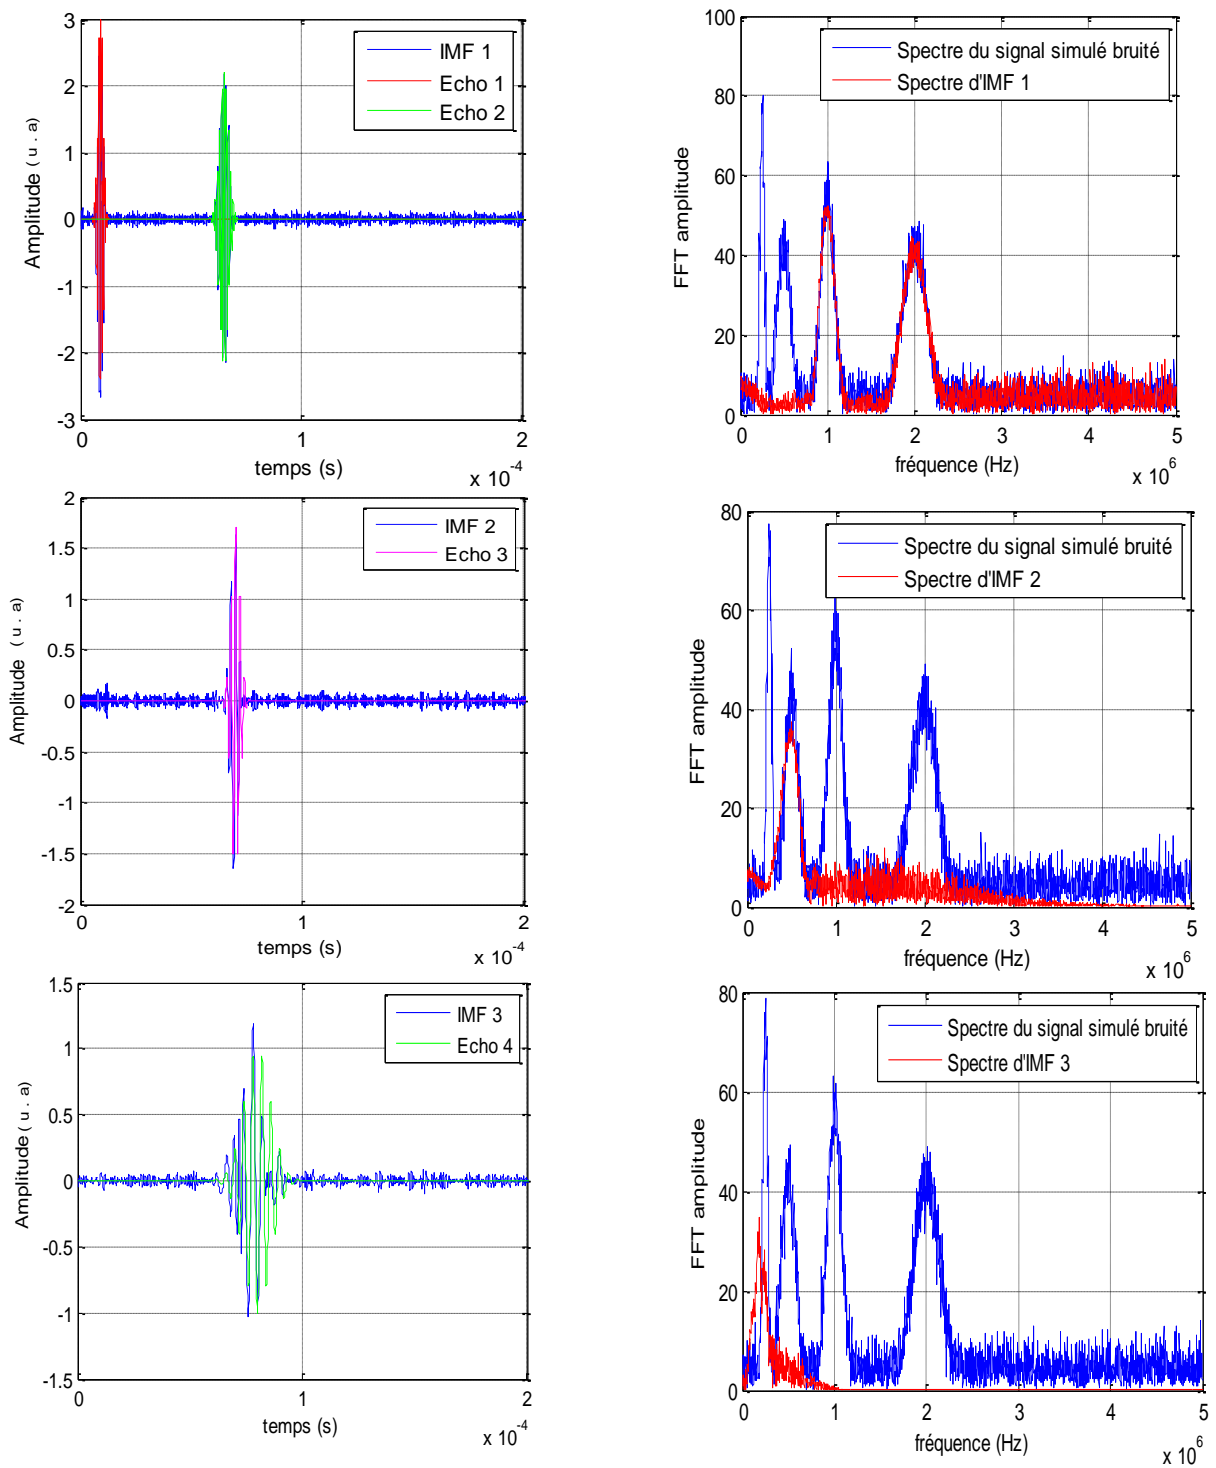 3
2
1
0
-1
-2
-3
0
1
2
Amplitude ( u . a)
temps (s)
x 10^-4
IMF 1
Echo 1
Echo 2
100
80
60
40
20
0
0
1
2
3
4
5
FFT amplitude
fréquence (Hz)
x 10^6
Spectre du signal simulé bruité
Spectre d'IMF 1
2
1.5
1
0.5
0
-0.5
-1
-1.5
-2
0
1
2
Amplitude ( u . a)
temps (s)
x 10^-4
IMF 2
Echo 3
80
60
40
20
0
0
1
2
3
4
5
FFT amplitude
fréquence (Hz)
x 10^6
Spectre du signal simulé bruité
Spectre d'IMF 2
1.5
1
0.5
0
-0.5
-1
-1.5
0
1
2
Amplitude ( u . a)
temps (s)
x 10^-4
IMF 3
Echo 4
80
60
40
20
0
0
1
2
3
4
5
FFT amplitude
fréquence (Hz)
x 10^6
Spectre du signal simulé bruité
Spectre d'IMF 3